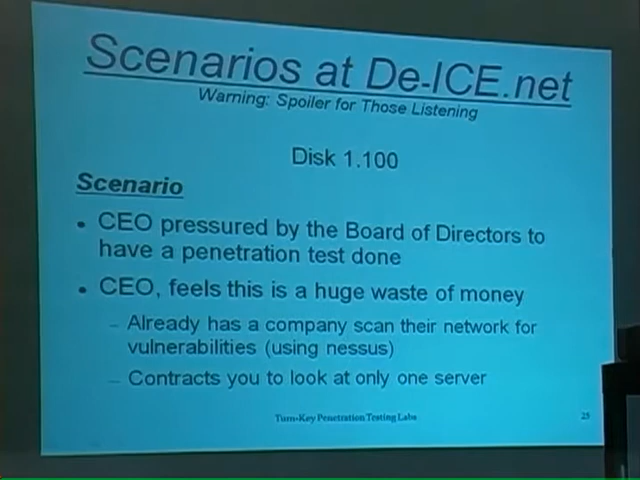 Scenarios at De-ICE.net
Warning: Spoiler for Those Listening
Disk 1.100
Scenario
• CEO pressured by the Board of Directors to
have a penetration test done
• CEO, feels this is a huge waste of money
– Already has a company scan their network for
vulnerabilities (using nessus)
– Contracts you to look at only one server
Turn-Key Penetration Testing Labs
25